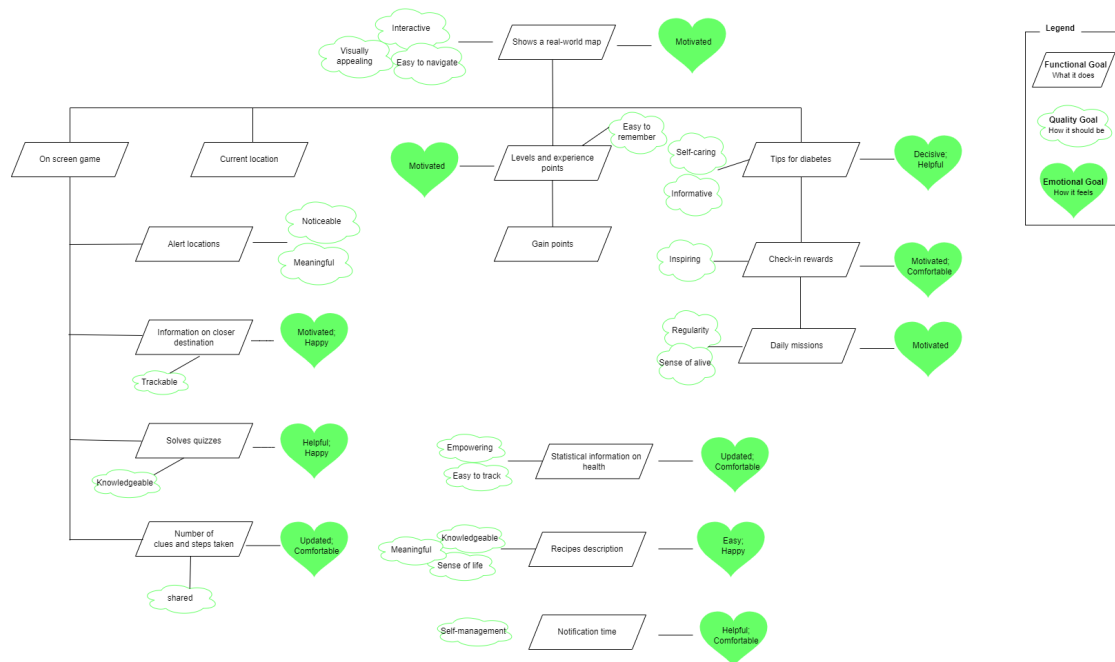 Interactive
Visually
appealing
Easy to navigate
Shows a real-world map
Motivated
Legend
Functional Goal
What it does
Quality Goal
How it should be
Emotional Goal
How it feels
On screen game
Current location
Motivated
Levels and experience
points
Easy to
remember
Self-caring
Informative
Tips for diabetes
Decisive;
Helpful
Alert locations
Noticeable
Meaningful
Gain points
Inspiring
Check-in rewards
Motivated;
Comfortable
Information on closer
destination
Trackable
Motivated;
Happy
Regularity
Sense of alive
Daily missions
Motivated
Solves quizzes
Knowledgeable
Helpful;
Happy
Empowering
Easy to track
Statistical information on
health
Updated;
Comfortable
Number of
clues and steps taken
shared
Updated;
Comfortable
Meaningful
Knowledgeable
Sense of life
Recipes description
Easy;
Happy
Self-management
Notification time
Helpful;
Comfortable